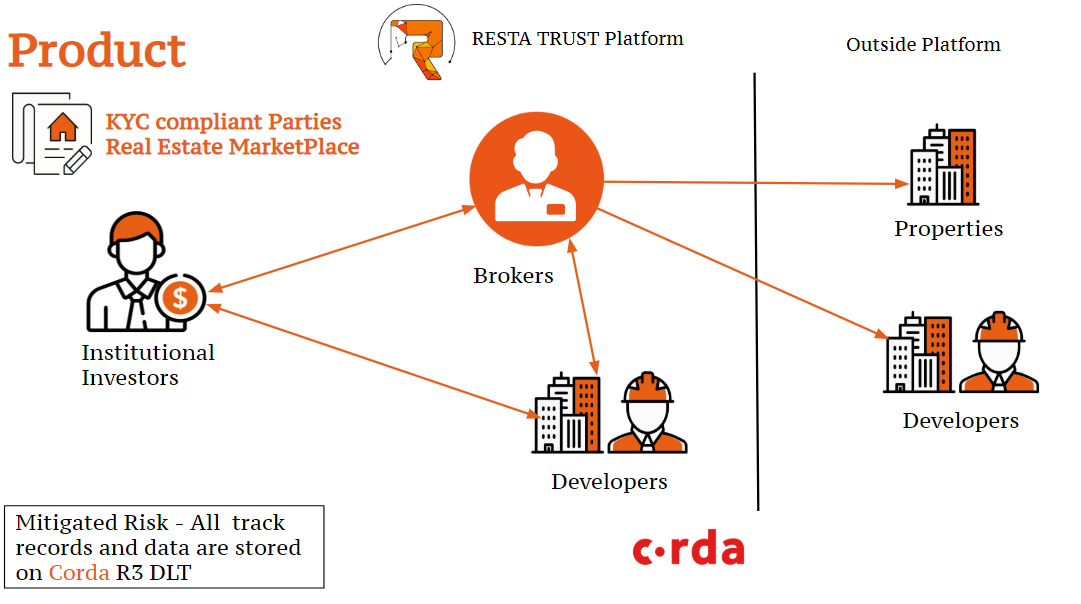 Product
RESTA TRUST Platform
Outside Platform
KYC compliant Parties
Real Estate MarketPlace
$
Properties
Brokers
Institutional
Investors
Developers
Developers
Mitigated Risk - All track
records and data are stored
on Corda R3 DLT
c·rda